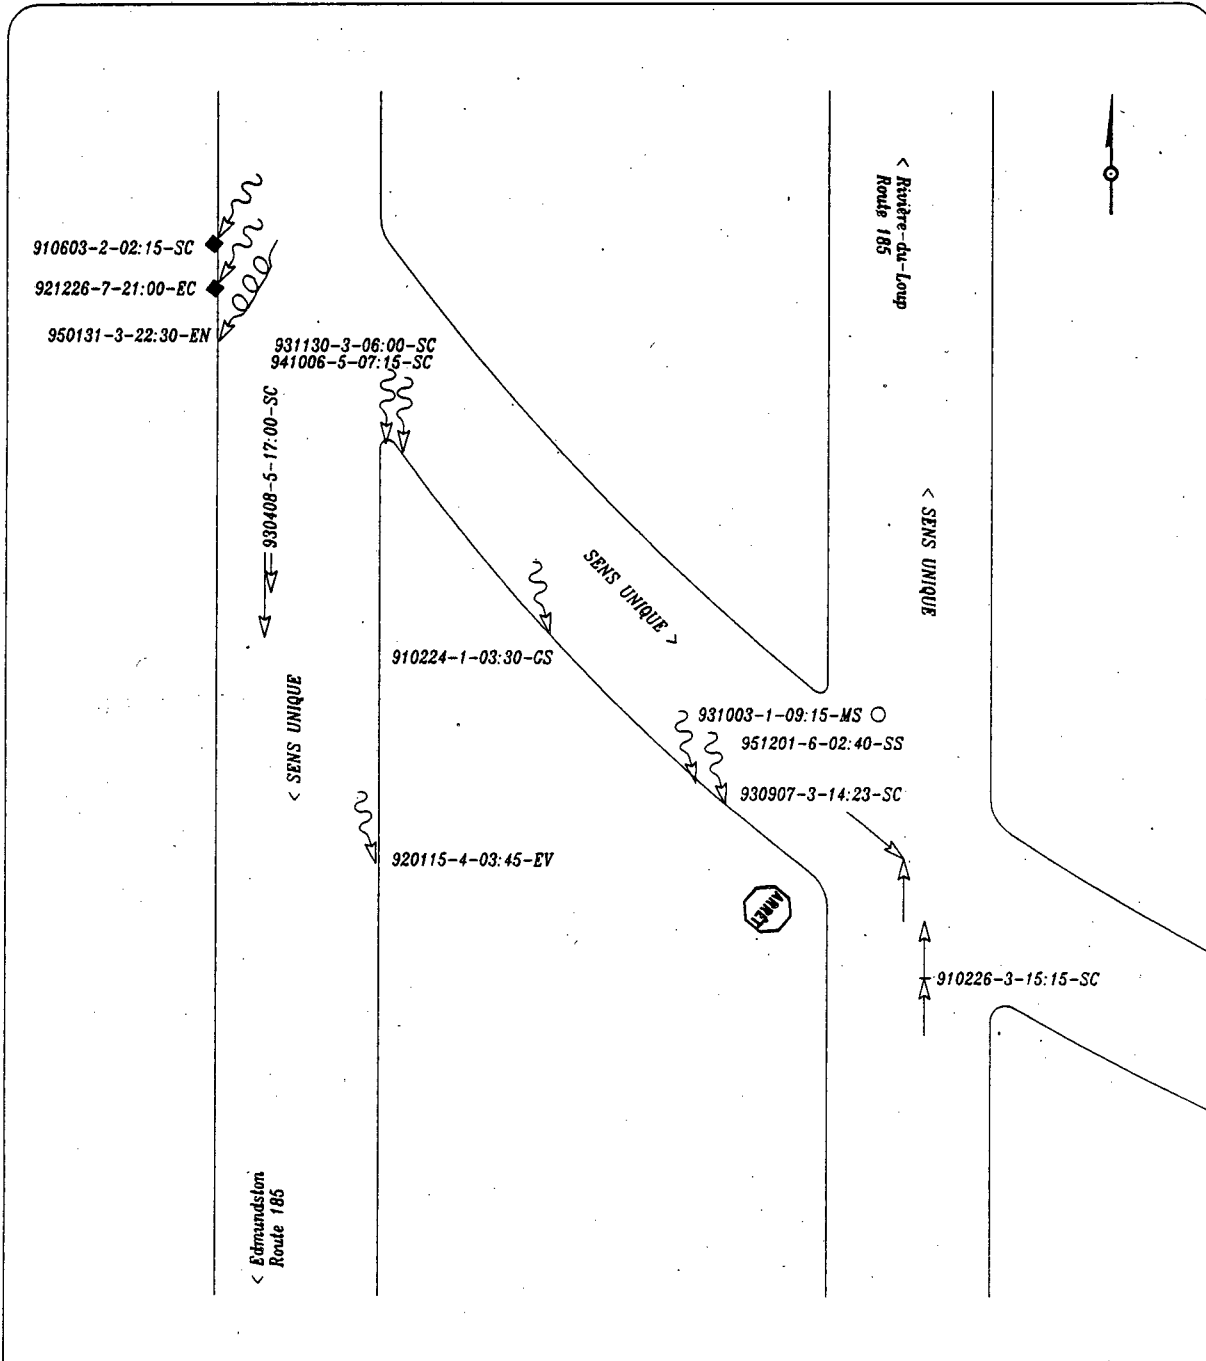 < Rivière-du-Loup
Route 185
910603-2-02:15-SC
921226-7-21:00-EC
950131-3-22:30-EN
931130-3-06:00-SC
941006-5-07:15-SC
930408-5-17:00-SC
< SENS UNIQUE
SENS UNIQUE >
910224-1-03:30-GS
< SENS UNIQUE
931003-1-09:15-MS
951201-6-02:40-SS
930907-3-14:23-SC
920115-4-03:45-EV
ARRÊT
910226-3-15:15-SC
< Edmundston
Route 185